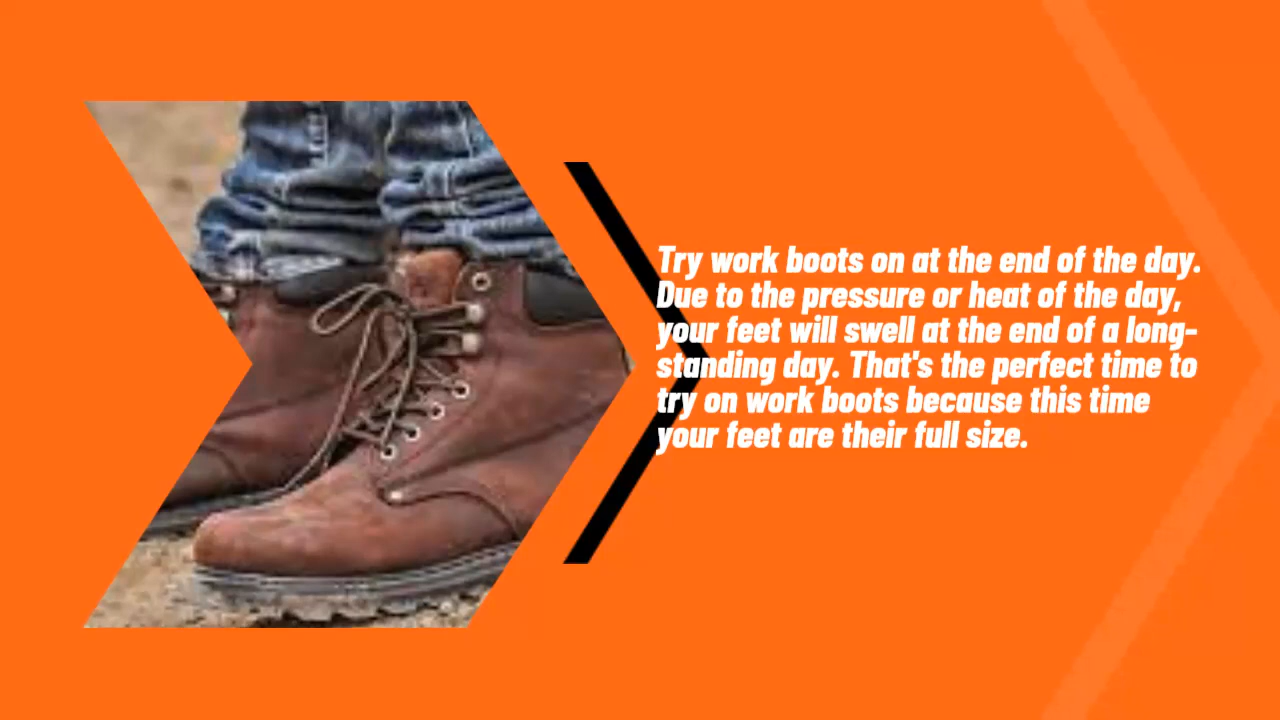 Try work boots on at the end of the day.
Due to the pressure or heat of the day,
your feet will swell at the end of a long-
standing day. That's the perfect time to
try on work boots because this time
your feet are their full size.